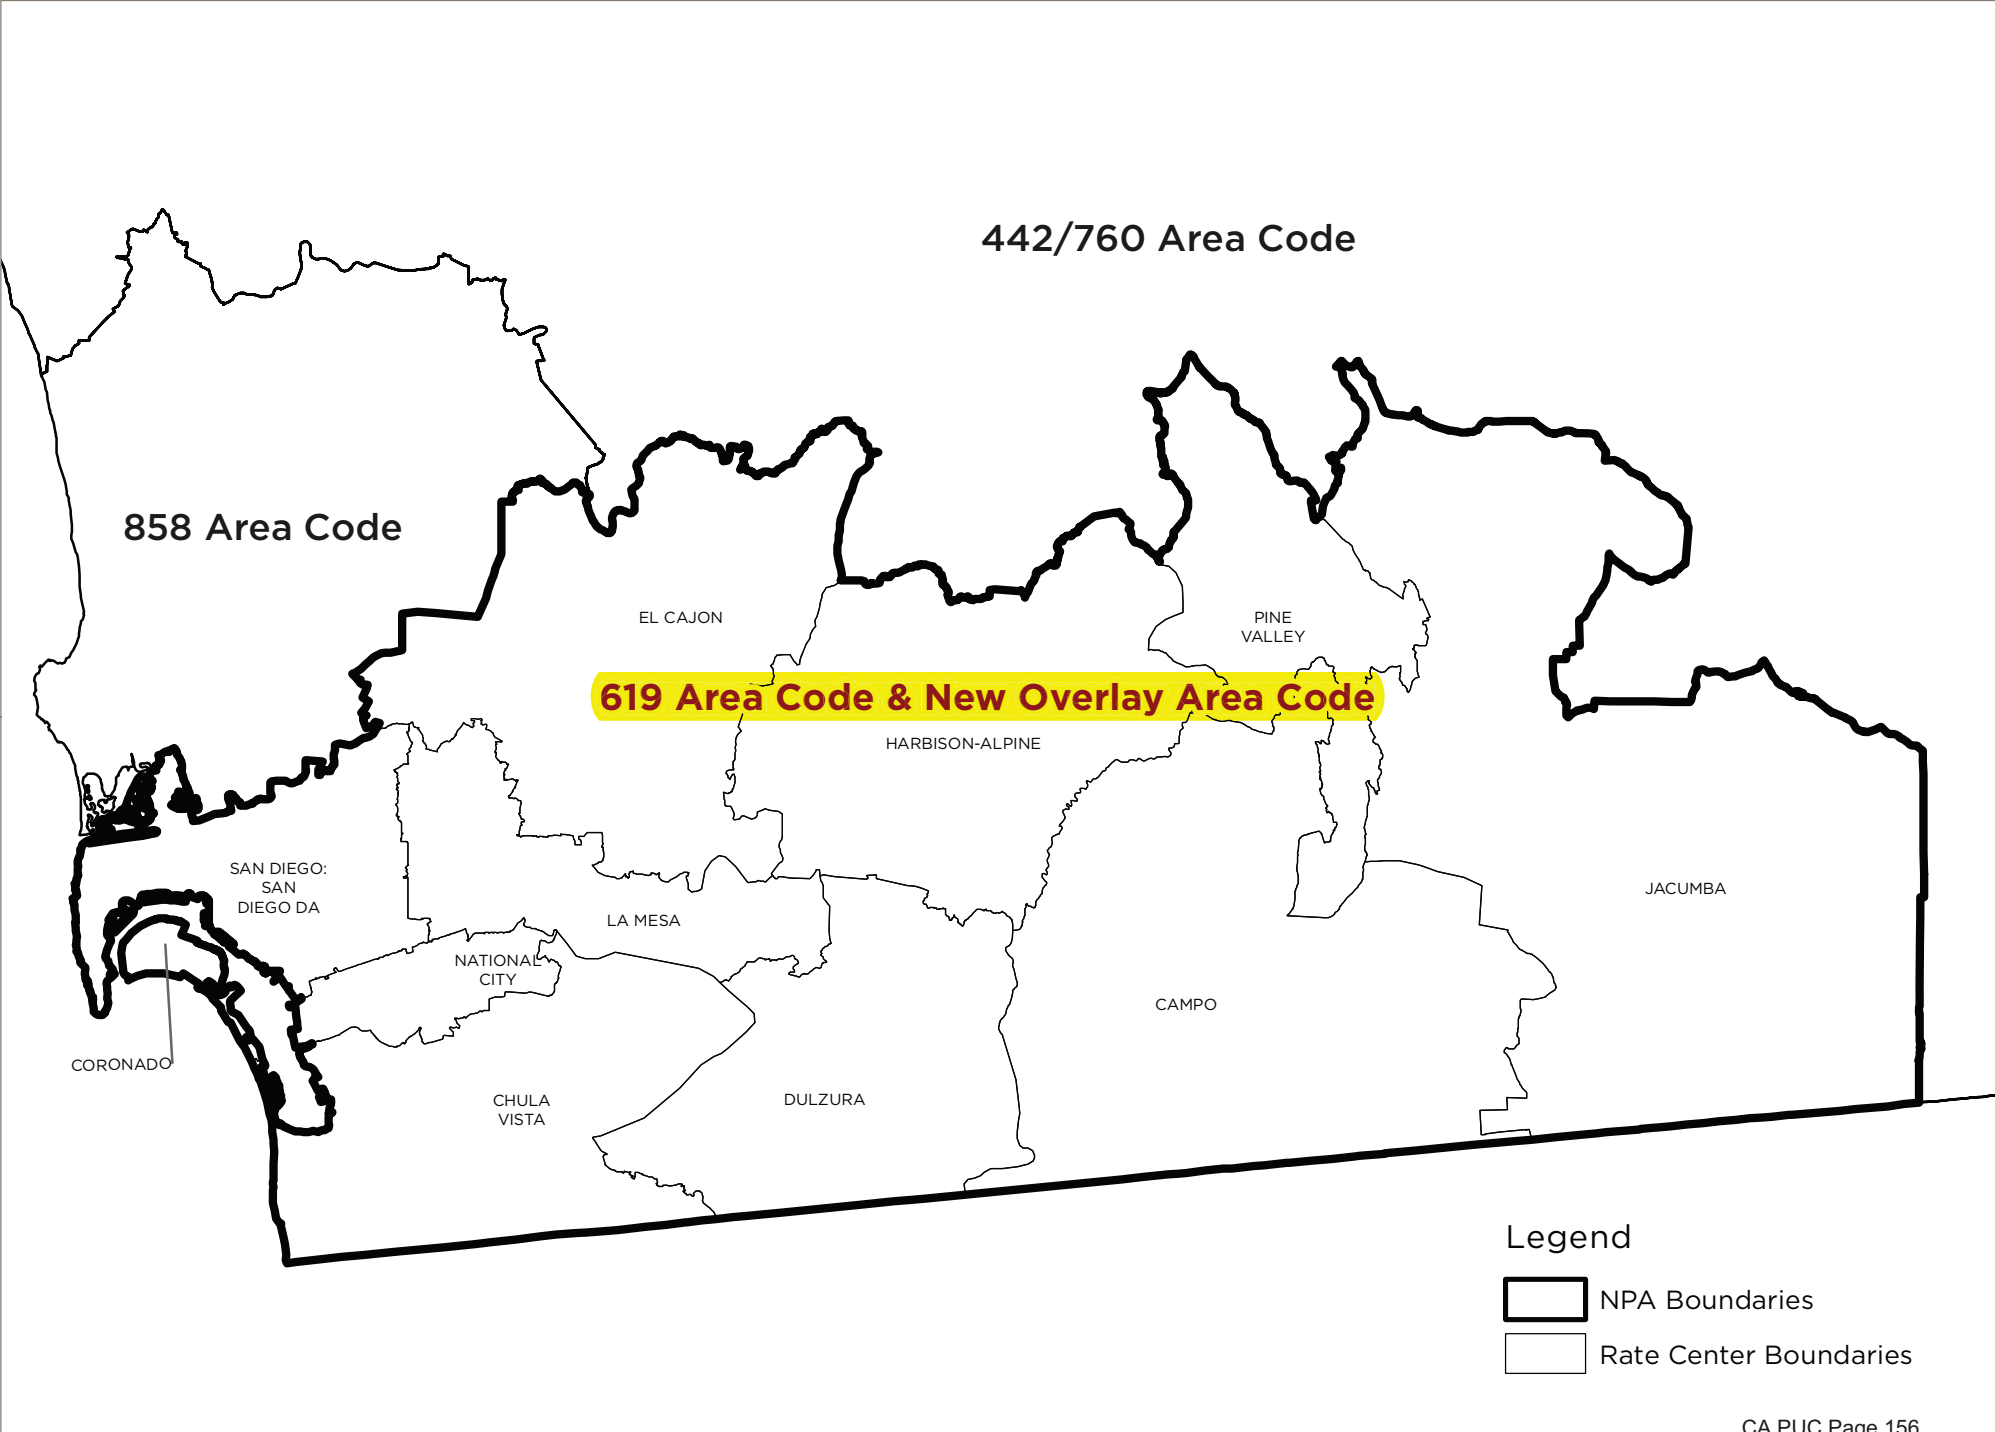 442/760 Area Code
858 Area Code
EL CAJON
PINE
VALLEY
619 Area Code & New Overlay Area Code
HARBISON-ALPINE
SAN DIEGO:
SAN
DIEGO DA
JACUMBA
LA MESA
NATIONAL
CITY
CAMPO
CORONADO
CHULA
VISTA
DULZURA
Legend
NPA Boundaries
Rate Center Boundaries
CA PUC Page 156